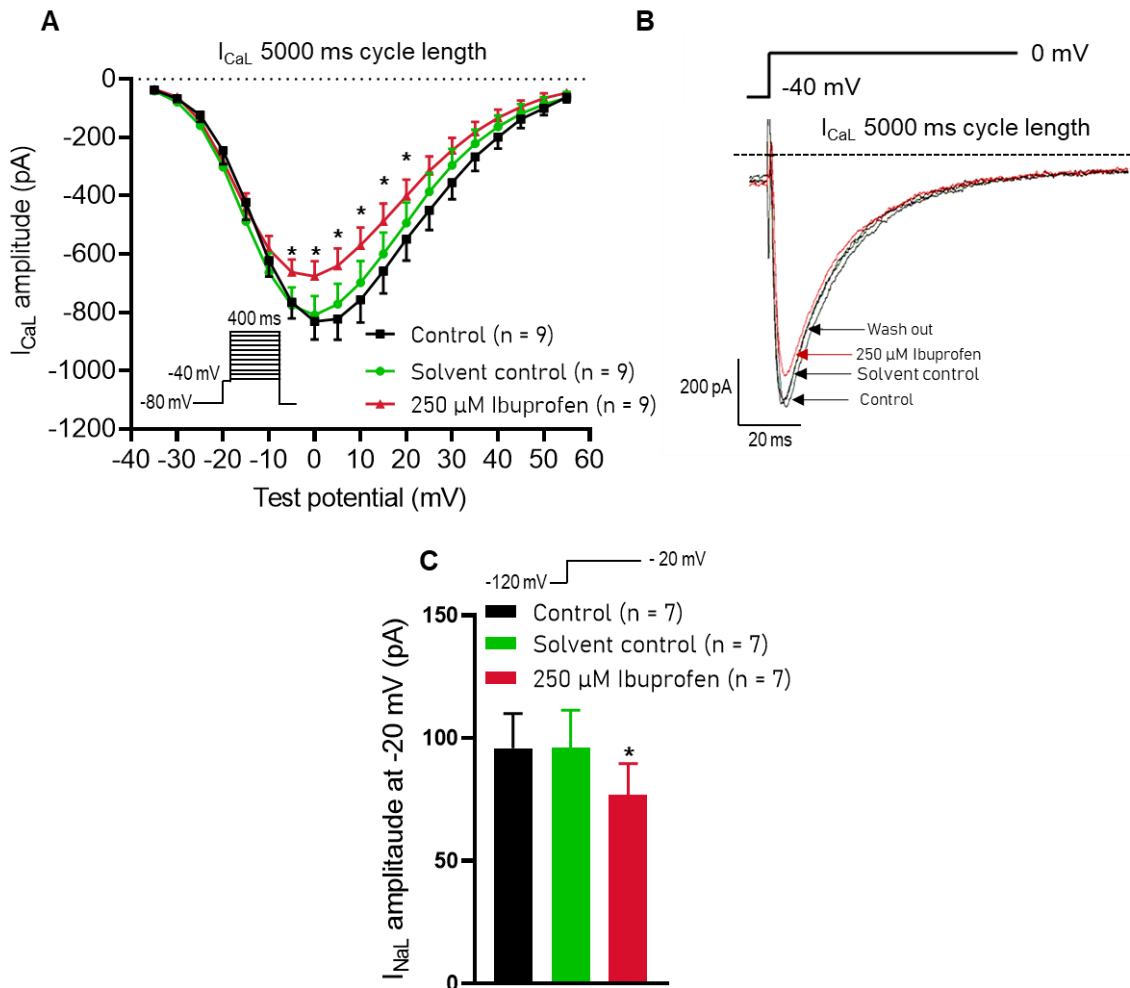 A
I_CaL 5000 ms cycle length
0
-200
-400
-600
-800
-1000
-1200
I_CaL amplitude (pA)
* * * * * *
400 ms
-40 mV
-80 mV
Control (n = 9)
Solvent control (n = 9)
250 µM Ibuprofen (n = 9)
-40 -30 -20 -10 0 10 20 30 40 50 60
Test potential (mV)
B
0 mV
-40 mV
I_CaL 5000 ms cycle length
Wash out
250 µM Ibuprofen
Solvent control
Control
200 pA
20 ms
C
- 20 mV
-120 mV
Control (n = 7)
Solvent control (n = 7)
250 µM Ibuprofen (n = 7)
150
100
50
0
I_NaL amplitaude at -20 mV (pA)
*